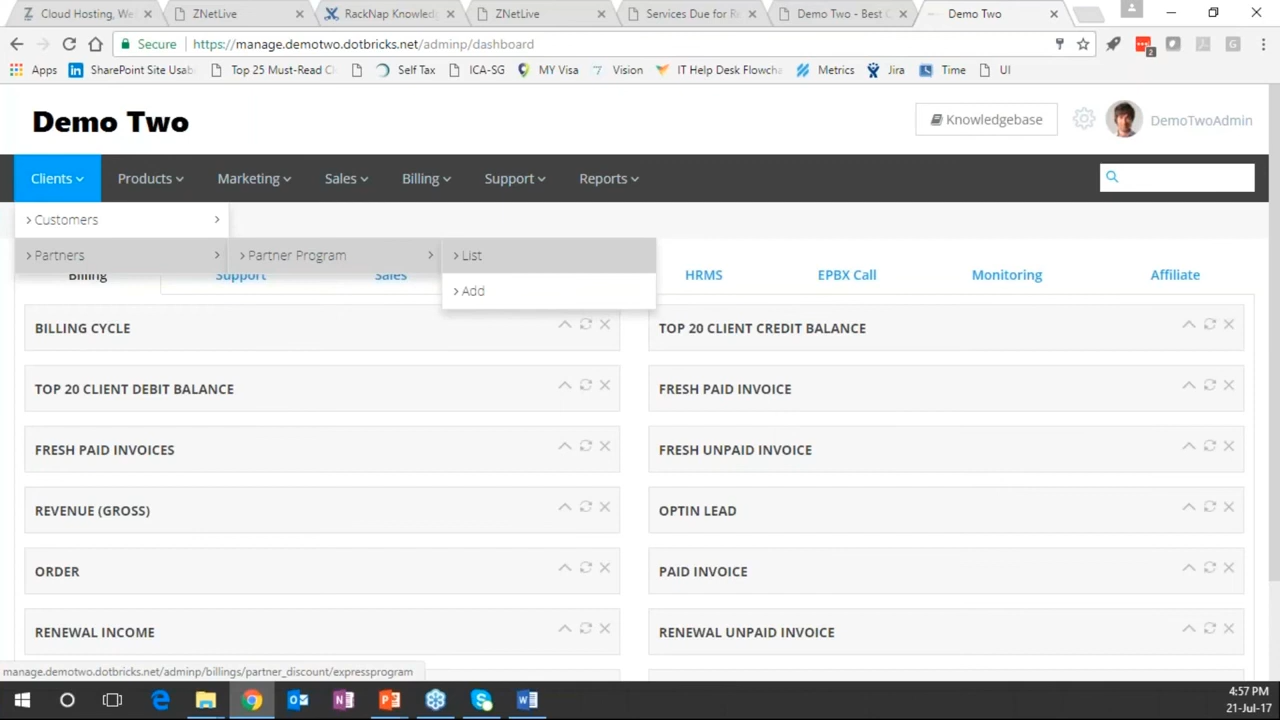 Cloud Hosting, We
ZNetLive
RackNap Knowled
ZNetLive
Services Due for R
Demo Two - Best C
Demo Two
Secure
https://manage.demotwo.dotbricks.net/adminp/dashboard
2
Apps
SharePoint Site Usab
Top 25 Must-Read C
Self Tax
ICA-SG
MY Visa
Vision
IT Help Desk Flowcha
Metrics
Jira
Time
UI
Demo Two
Knowledgebase
DemoTwoAdmin
Clients
Products
Marketing
Sales
Billing
Support
Reports
Customers
Partners
Partner Program
List
Add
Billing
Support
Sales
HRMS
EPBX Call
Monitoring
Affiliate
BILLING CYCLE
TOP 20 CLIENT CREDIT BALANCE
TOP 20 CLIENT DEBIT BALANCE
FRESH PAID INVOICE
FRESH PAID INVOICES
FRESH UNPAID INVOICE
REVENUE (GROSS)
OPTIN LEAD
ORDER
PAID INVOICE
RENEWAL INCOME
RENEWAL UNPAID INVOICE
manage.demotwo.dotbricks.net/adminp/billings/partner_discount/expressprogram
4:57 PM
21-Jul-17